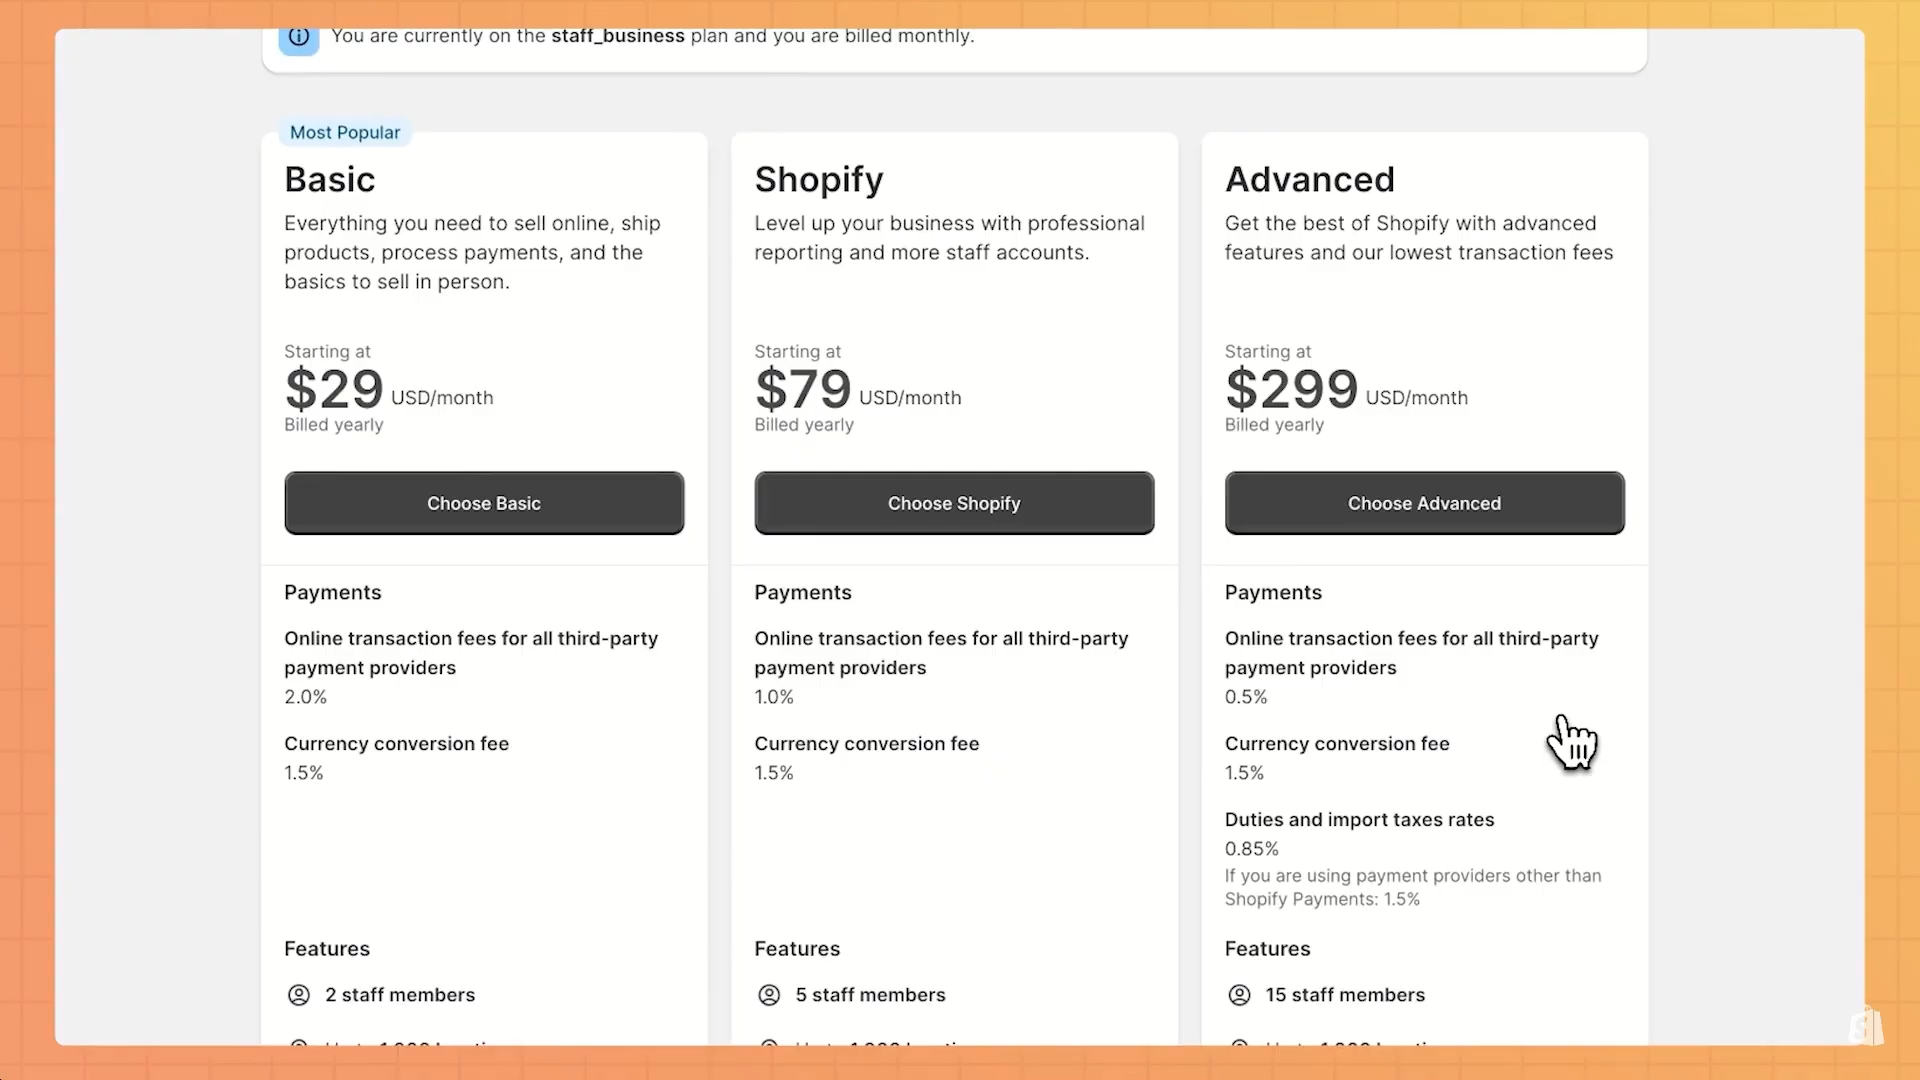 You are currently on the staff_business plan and you are billed monthly.
Most Popular
Basic
Everything you need to sell online, ship
products, process payments, and the
basics to sell in person.
Starting at
$29 USD/month
Billed yearly
Choose Basic
Payments
Online transaction fees for all third-party
payment providers
2.0%
Currency conversion fee
1.5%
Features
2 staff members
Shopify
Level up your business with professional
reporting and more staff accounts.
Starting at
$79 USD/month
Billed yearly
Choose Shopify
Payments
Online transaction fees for all third-party
payment providers
1.0%
Currency conversion fee
1.5%
Features
5 staff members
Advanced
Get the best of Shopify with advanced
features and our lowest transaction fees
Starting at
$299 USD/month
Billed yearly
Choose Advanced
Payments
Online transaction fees for all third-party
payment providers
0.5%
Currency conversion fee
1.5%
Duties and import taxes rates
0.85%
If you are using payment providers other than
Shopify Payments: 1.5%
Features
15 staff members